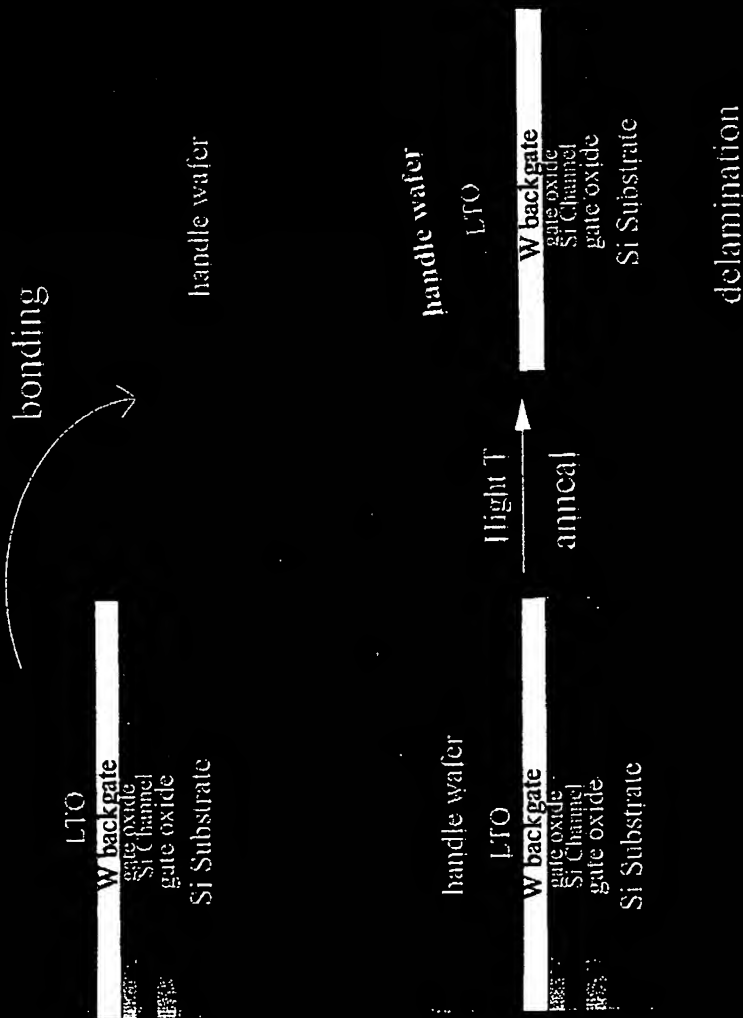 bonding
LTO
W backgate
gate oxide
Si Channel
gate oxide
Si Substrate
handle wafer
handle wafer
LTO
W backgate
gate oxide
Si Channel
gate oxide
Si Substrate
Hight T
anneal
handle wafer
LTO
W backgate
gate oxide
Si Channel
gate oxide
Si Substrate
delamination